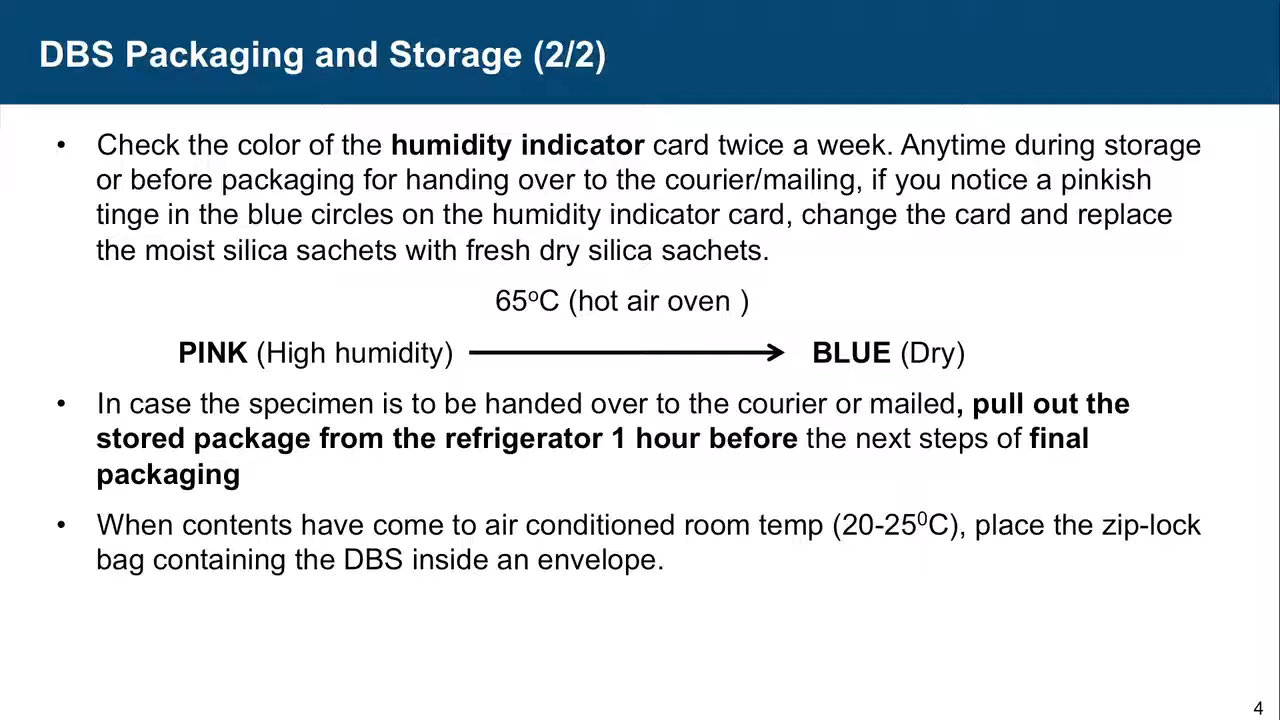 DBS Packaging and Storage (2/2)
• Check the color of the humidity indicator card twice a week. Anytime during storage
or before packaging for handing over to the courier/mailing, if you notice a pinkish
tinge in the blue circles on the humidity indicator card, change the card and replace
the moist silica sachets with fresh dry silica sachets.
65ºC (hot air oven )
PINK (High humidity) ⟶ BLUE (Dry)
• In case the specimen is to be handed over to the courier or mailed, pull out the
stored package from the refrigerator 1 hour before the next steps of final
packaging
• When contents have come to air conditioned room temp (20-25⁰C), place the zip-lock
bag containing the DBS inside an envelope.
4